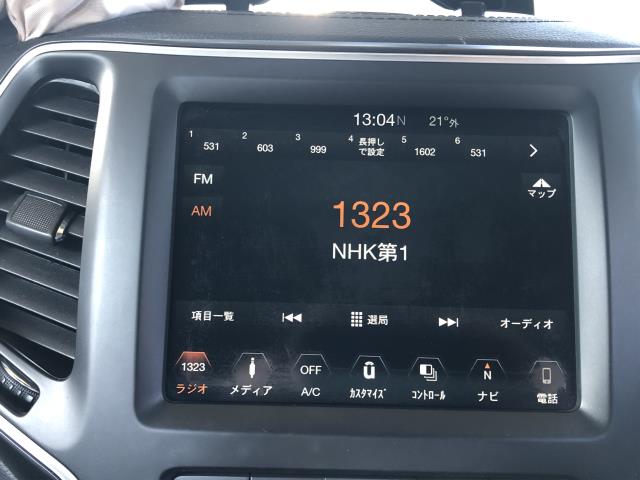 13:04N 21°外
1 531 2 603 3 999 4 長押しで設定 5 1602 6 531
FM
マップ
AM
1323
NHK第1
項目一覧 選局 オーディオ
1323 OFF N
ラジオ メディア A/C ｶｽﾀﾏｲｽﾞ ｺﾝﾄﾛｰﾙ ナビ 電話